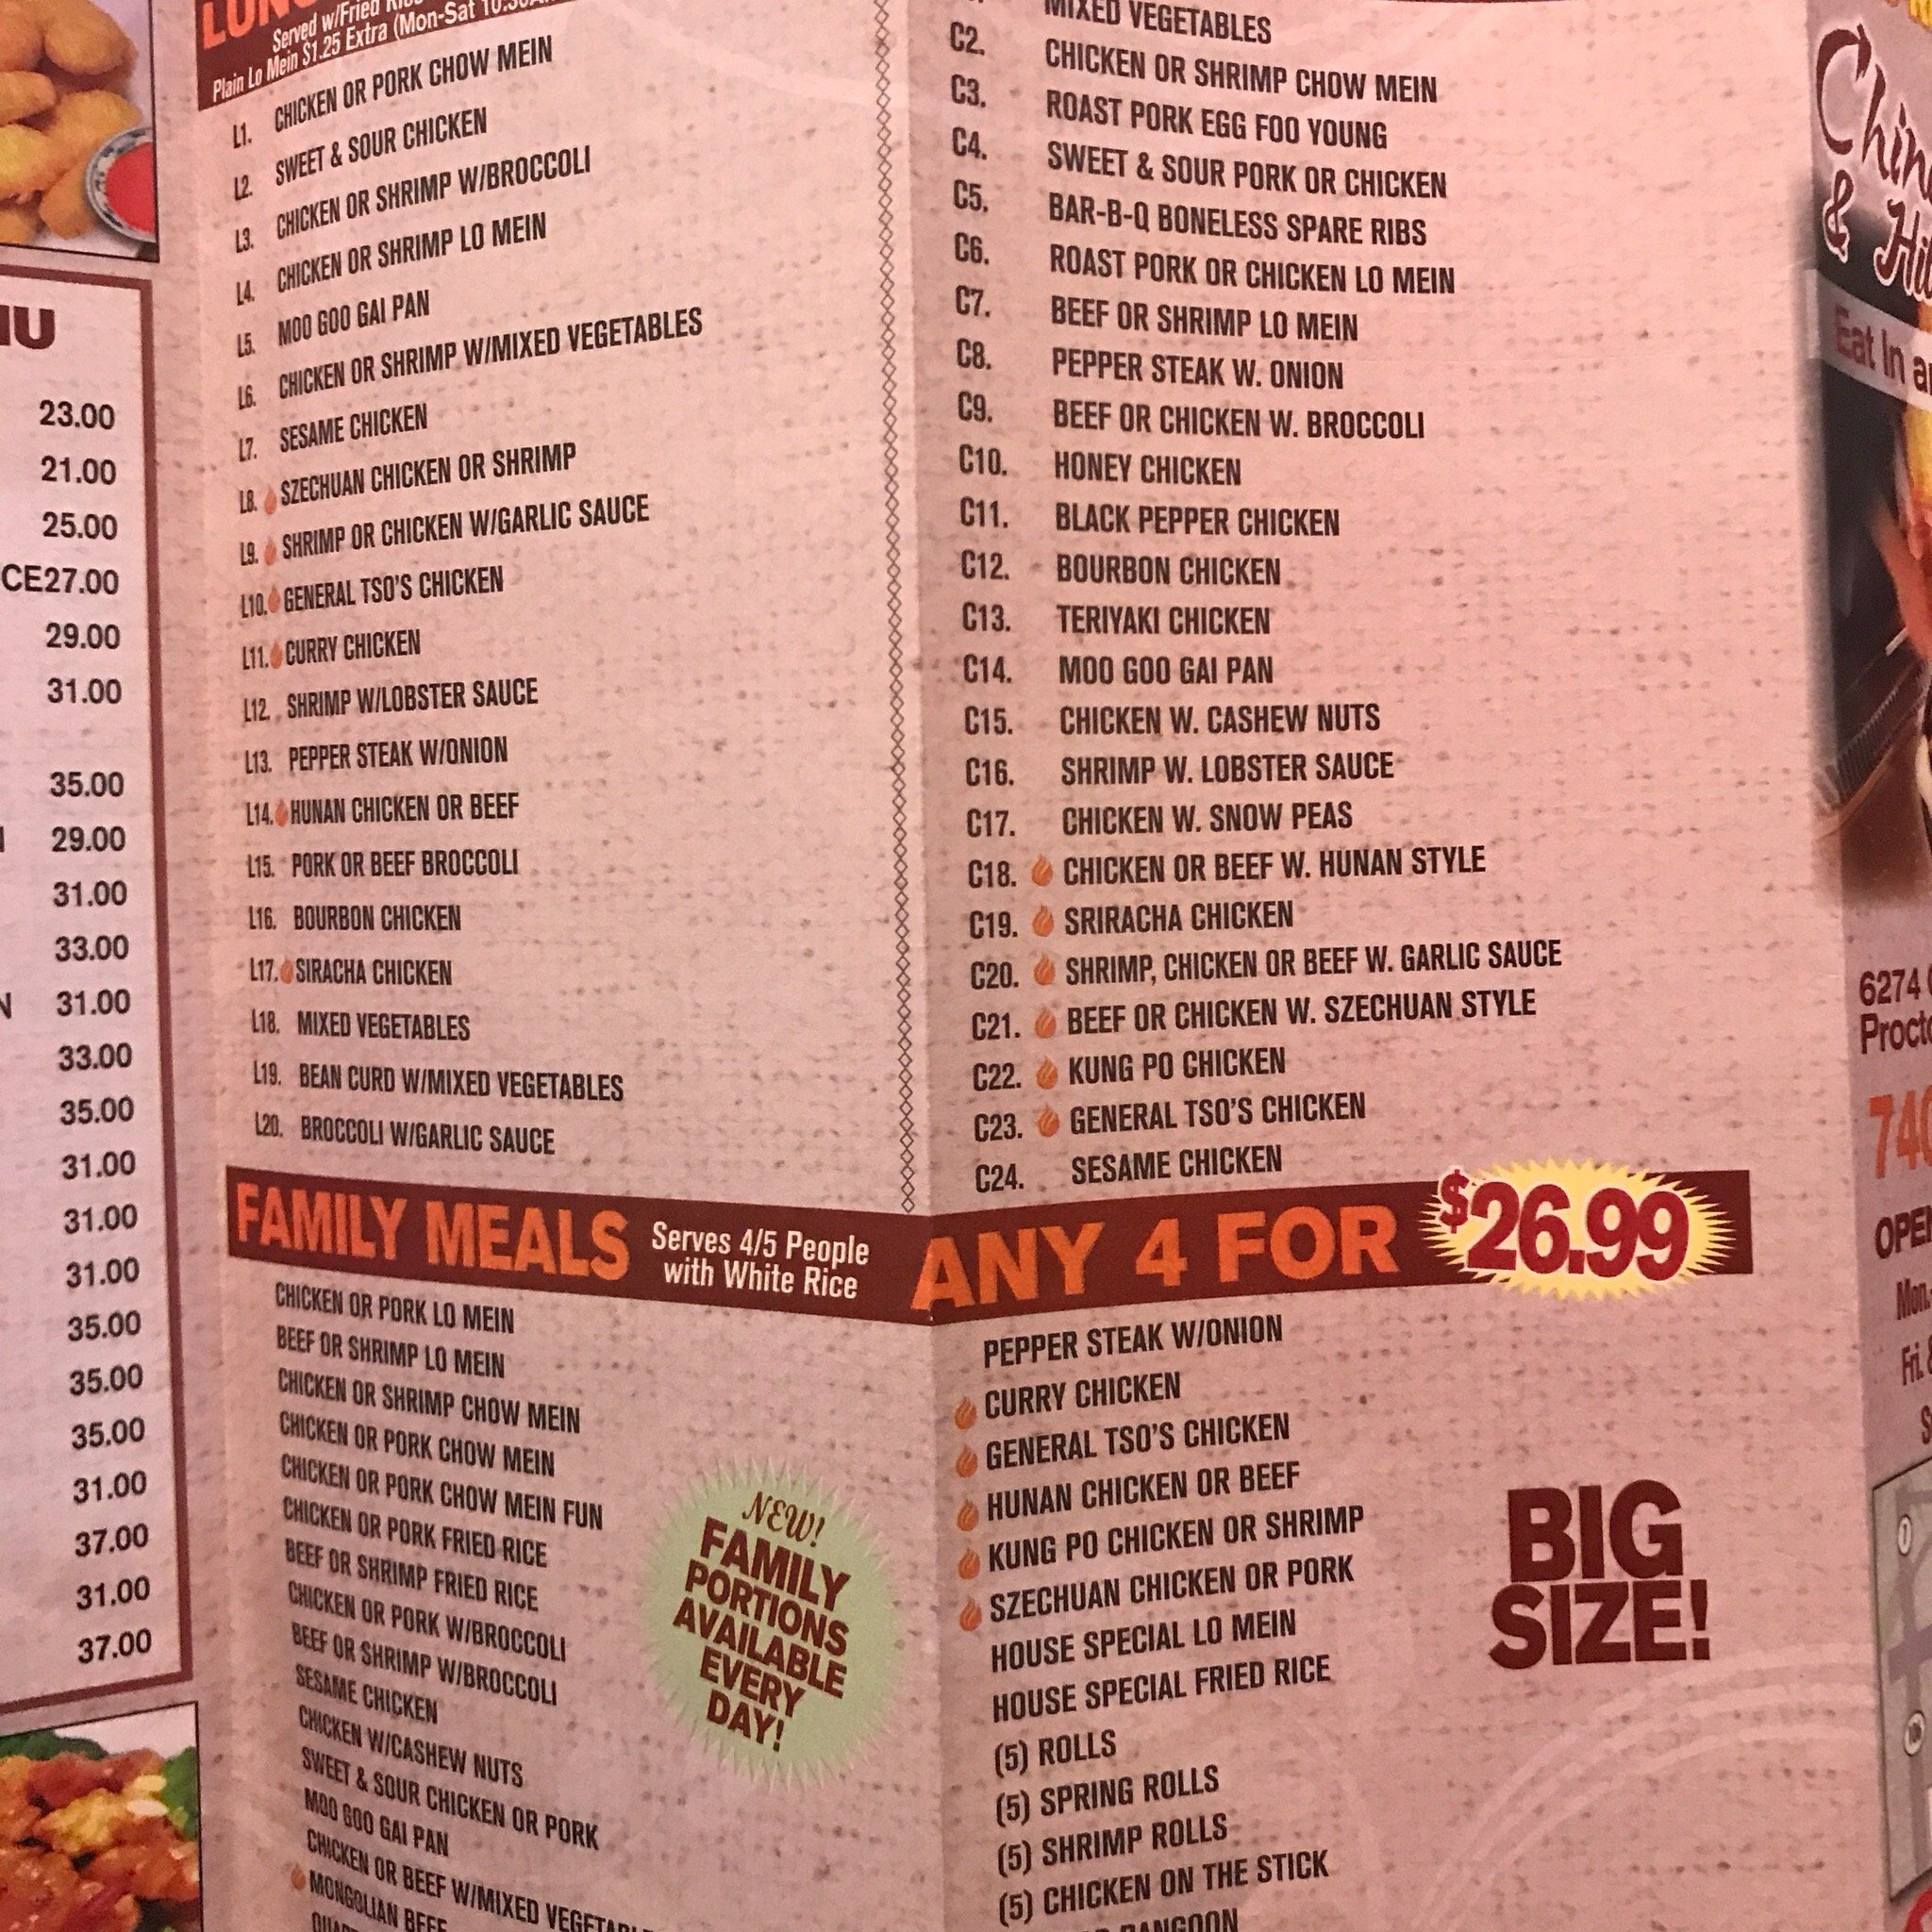 NU
23.00
21.00
25.00
CE27.00
29.00
31.00
35.00
29.00
31.00
33.00
N 31.00
33.00
35.00
31.00
31.00
31.00
35.00
35.00
35.00
31.00
37.00
31.00
37.00
Served w/Fried
Plain Lo Mein $1.25 Extra (Mon-Sat
L1. CHICKEN OR PORK CHOW MEIN
L2. SWEET & SOUR CHICKEN
L3. CHICKEN OR SHRIMP W/BROCCOLI
L4. CHICKEN OR SHRIMP LO MEIN
L5. MOO GOO GAI PAN
L6. CHICKEN OR SHRIMP W/MIXED VEGETABLES
L7. SESAME CHICKEN
L8. SZECHUAN CHICKEN OR SHRIMP
L9. SHRIMP OR CHICKEN W/GARLIC SAUCE
L10. GENERAL TSO'S CHICKEN
L11. CURRY CHICKEN
L12. SHRIMP W/LOBSTER SAUCE
L13. PEPPER STEAK W/ONION
L14. HUNAN CHICKEN OR BEEF
L15. PORK OR BEEF BROCCOLI
L16. BOURBON CHICKEN
L17. SIRACHA CHICKEN
L18. MIXED VEGETABLES
L19. BEAN CURD W/MIXED VEGETABLES
L20. BROCCOLI W/GARLIC SAUCE
MIXED VEGETABLES
C2. CHICKEN OR SHRIMP CHOW MEIN
C3. ROAST PORK EGG FOO YOUNG
C4. SWEET & SOUR PORK OR CHICKEN
C5. BAR-B-Q BONELESS SPARE RIBS
C6. ROAST PORK OR CHICKEN LO MEIN
C7. BEEF OR SHRIMP LO MEIN
C8. PEPPER STEAK W. ONION
C9. BEEF OR CHICKEN W. BROCCOLI
C10. HONEY CHICKEN
C11. BLACK PEPPER CHICKEN
C12. BOURBON CHICKEN
C13. TERIYAKI CHICKEN
C14. MOO GOO GAI PAN
C15. CHICKEN W. CASHEW NUTS
C16. SHRIMP W. LOBSTER SAUCE
C17. CHICKEN W. SNOW PEAS
C18. CHICKEN OR BEEF W. HUNAN STYLE
C19. SRIRACHA CHICKEN
C20. SHRIMP, CHICKEN OR BEEF W. GARLIC SAUCE
C21. BEEF OR CHICKEN W. SZECHUAN STYLE
C22. KUNG PO CHICKEN
C23. GENERAL TSO'S CHICKEN
C24. SESAME CHICKEN
FAMILY MEALS Serves 4/5 People
with White Rice
ANY 4 FOR $26.99
CHICKEN OR PORK LO MEIN
BEEF OR SHRIMP LO MEIN
CHICKEN OR SHRIMP CHOW MEIN
CHICKEN OR PORK CHOW MEIN
CHICKEN OR PORK CHOW MEIN FUN
CHICKEN OR PORK FRIED RICE
BEEF OR SHRIMP FRIED RICE
CHICKEN OR PORK W/BROCCOLI
BEEF OR SHRIMP W/BROCCOLI
SESAME CHICKEN
CHICKEN W/CASHEW NUTS
SWEET & SOUR CHICKEN OR PORK
MOO GOO GAI PAN
CHICKEN OR BEEF W/MIXED
MONGOLIAN BEEF
NEW!
FAMILY
PORTIONS
AVAILABLE
EVERY
DAY!
PEPPER STEAK W/ONION
CURRY CHICKEN
GENERAL TSO'S CHICKEN
HUNAN CHICKEN OR BEEF
KUNG PO CHICKEN OR SHRIMP
SZECHUAN CHICKEN OR PORK
HOUSE SPECIAL LO MEIN
HOUSE SPECIAL FRIED RICE
(5) ROLLS
(5) SPRING ROLLS
(5) SHRIMP ROLLS
(5) CHICKEN ON THE STICK
BIG
SIZE!
&
Eat In
6274
740
OPEN
Mon.
Fri. &